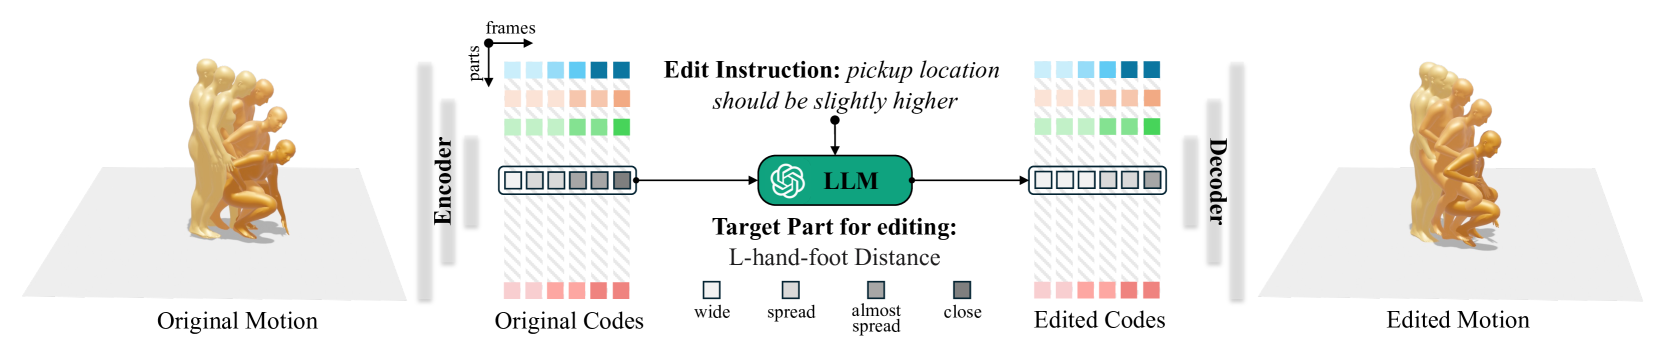 frames
parts
Edit Instruction: pickup location
should be slightly higher
Encoder
LLM
Decoder
Target Part for editing:
L-hand-foot Distance
wide
spread
almost
spread
close
Original Motion
Original Codes
Edited Codes
Edited Motion